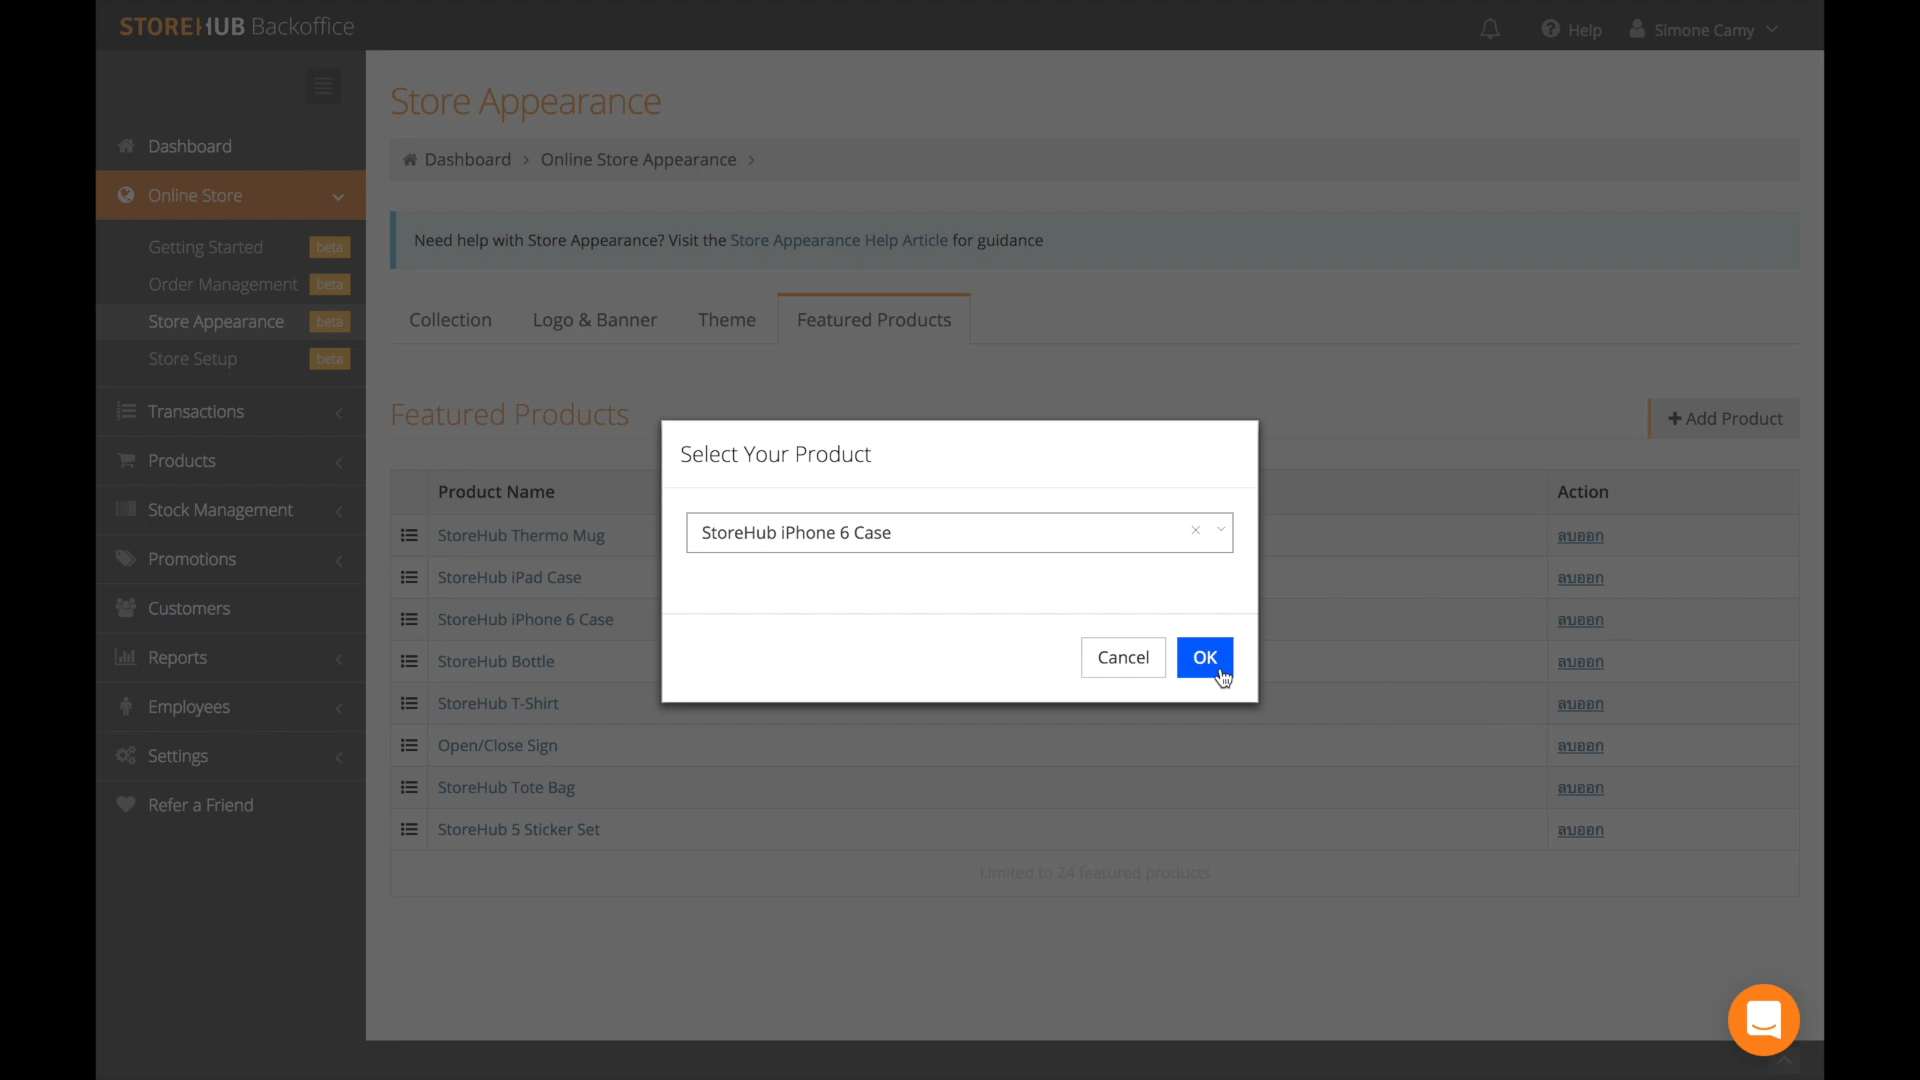 STOREHUB Backoffice
Help
Simone Camy
Dashboard
Online Store
Getting Started beta
Order Management beta
Store Appearance beta
Store Setup beta
Transactions
Products
Stock Management
Promotions
Customers
Reports
Employees
Settings
Refer a Friend
Store Appearance
Dashboard > Online Store Appearance >
Need help with Store Appearance? Visit the Store Appearance Help Article for guidance
Collection
Logo & Banner
Theme
Featured Products
Featured Products
+ Add Product
Product Name
Action
StoreHub Thermo Mug
ลบออก
StoreHub iPad Case
ลบออก
StoreHub iPhone 6 Case
ลบออก
StoreHub Bottle
ลบออก
StoreHub T-Shirt
ลบออก
Open/Close Sign
ลบออก
StoreHub Tote Bag
ลบออก
StoreHub 5 Sticker Set
ลบออก
Limited to 24 featured products
Select Your Product
StoreHub iPhone 6 Case
Cancel
OK